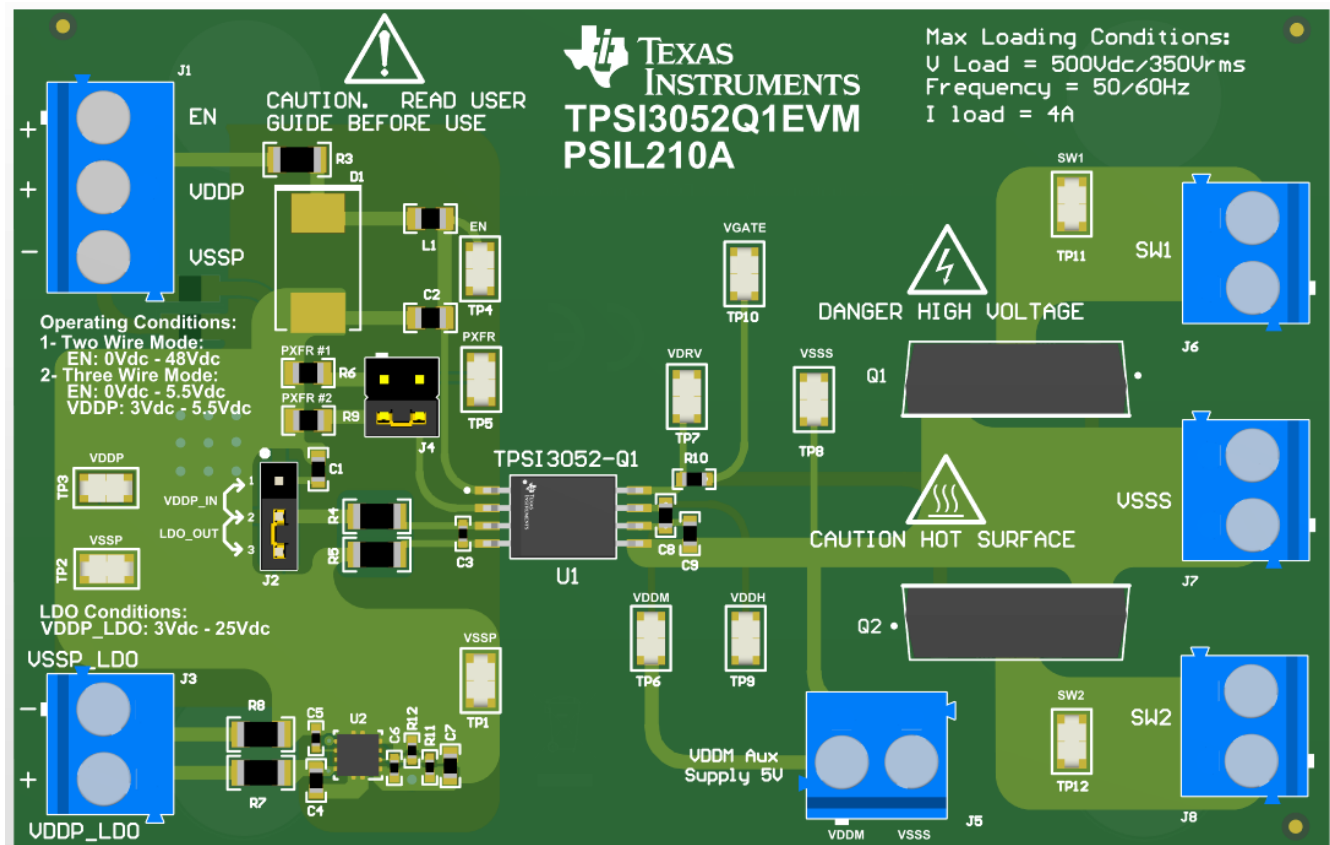 TEXAS
INSTRUMENTS
TPSI3052Q1EVM
PSIL210A
Max Loading Conditions:
V Load = 500Vdc/350Vrms
Frequency = 50/60Hz
I load = 4A
CAUTION. READ USER
GUIDE BEFORE USE
J1
EN
+
VDDP
+
VSSP
-
R3
D1
L1
C2
EN
TP4
Operating Conditions:
1- Two Wire Mode:
EN: 0Vdc - 48Vdc
2- Three Wire Mode:
EN: 0Vdc - 5.5Vdc
VDDP: 3Vdc - 5.5Vdc
PXFR #1
R6
PXFR #2
R9
J4
PXFR
TP5
VDDP
TP3
VSSP
TP2
VDDP_IN
LDO_OUT
1
2
3
J2
C1
R4
R5
C3
TPSI3052-Q1
TEXAS
INSTRUMENTS
U1
LDO Conditions:
VDDP_LDO: 3Vdc - 25Vdc
VSSP_LDO
J3
-
+
VDDP_LDO
R8
R7
C5
C4
U2
C6
R12
R11
C7
VSSP
TP1
VGATE
TP10
VDRV
TP7
R10
VSSS
TP8
C8
C9
VDDM
TP6
VDDH
TP9
VDDM Aux
Supply 5V
J5
VDDM
VSSS
SW1
TP11
SW1
J6
DANGER HIGH VOLTAGE
Q1
VSSS
J7
CAUTION HOT SURFACE
Q2
SW2
TP12
SW2
J8